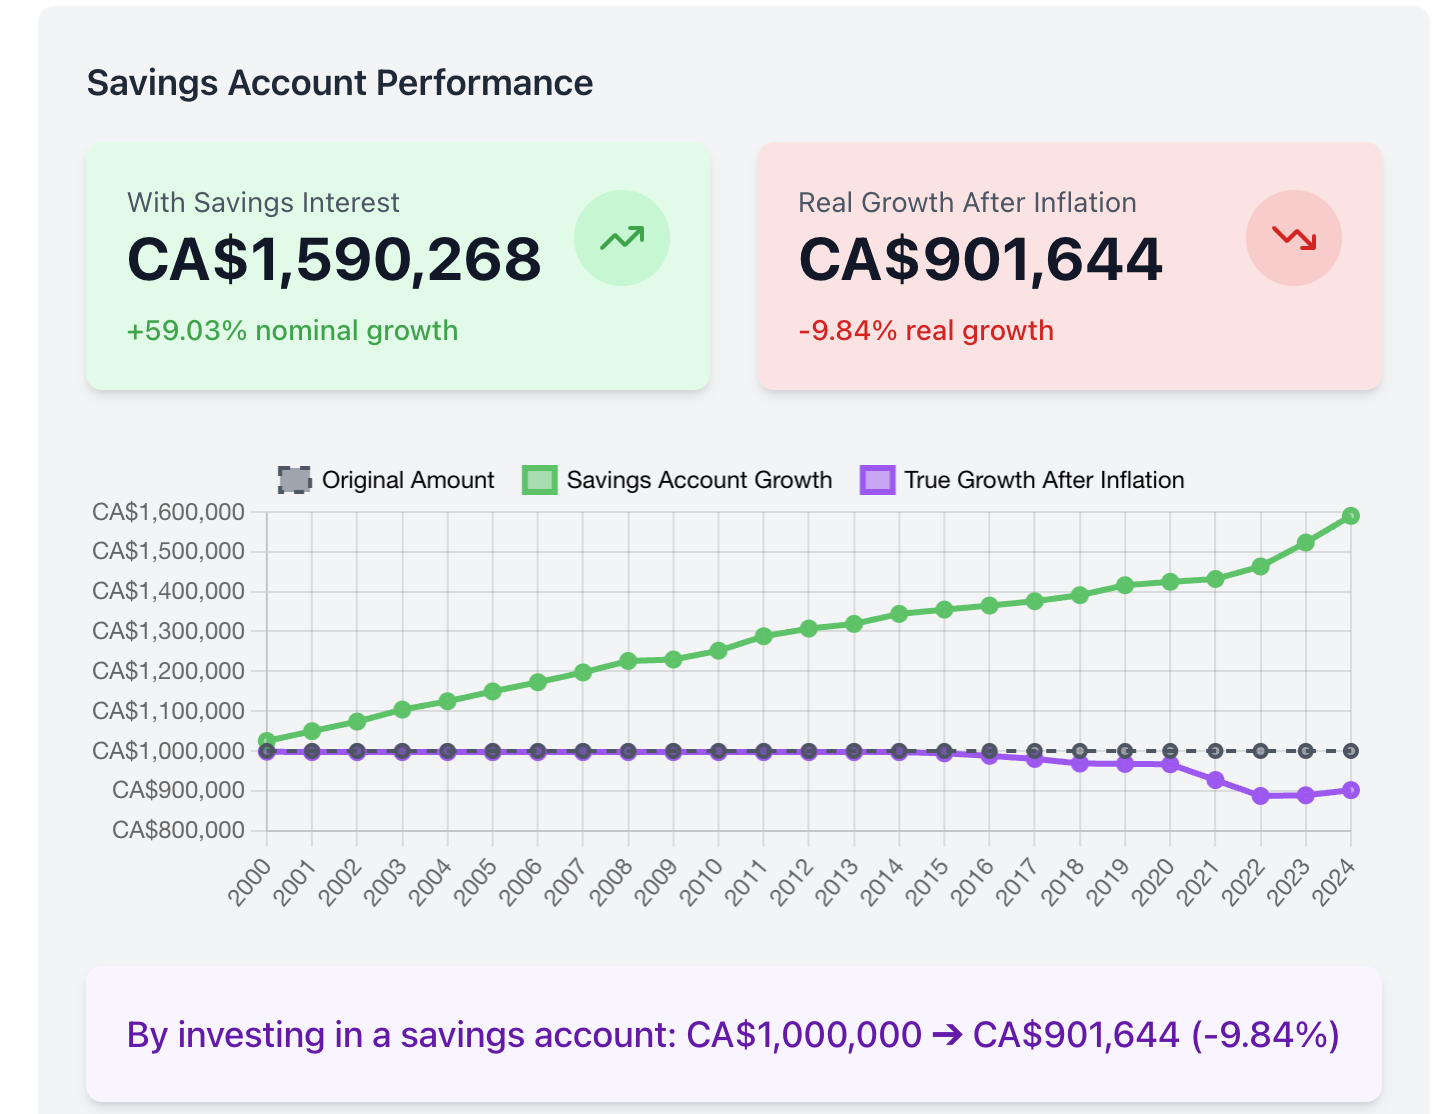 Savings Account Performance
With Savings Interest
CA$1,590,268
+59.03% nominal growth
Real Growth After Inflation
CA$901,644
-9.84% real growth
Original Amount Savings Account Growth True Growth After Inflation
CA$1,600,000
CA$1,500,000
CA$1,400,000
CA$1,300,000
CA$1,200,000
CA$1,100,000
CA$1,000,000
CA$900,000
CA$800,000
2000 2001 2002 2003 2004 2005 2006 2007 2008 2009 2010 2011 2012 2013 2014 2015 2016 2017 2018 2019 2020 2021 2022 2023 2024
By investing in a savings account: CA$1,000,000 ➔ CA$901,644 (-9.84%)